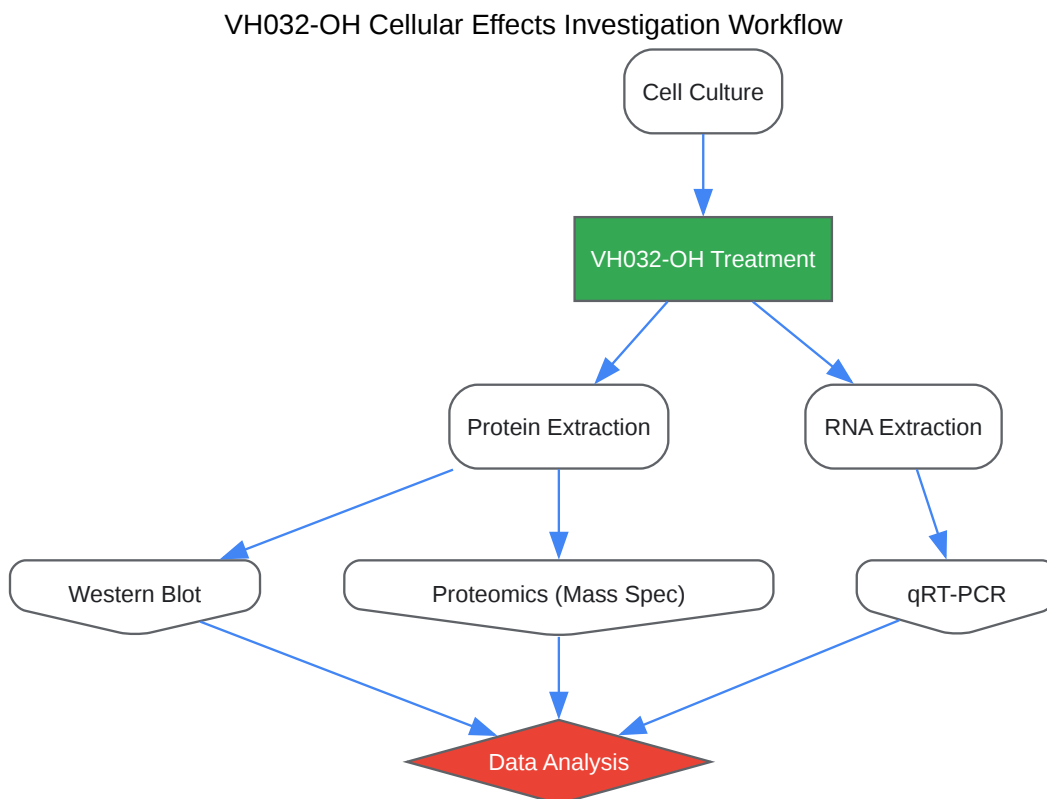 VH032-OH Cellular Effects Investigation Workflow
Cell Culture
VH032-OH Treatment
Protein Extraction
RNA Extraction
Western Blot
Proteomics (Mass Spec)
qRT-PCR
Data Analysis